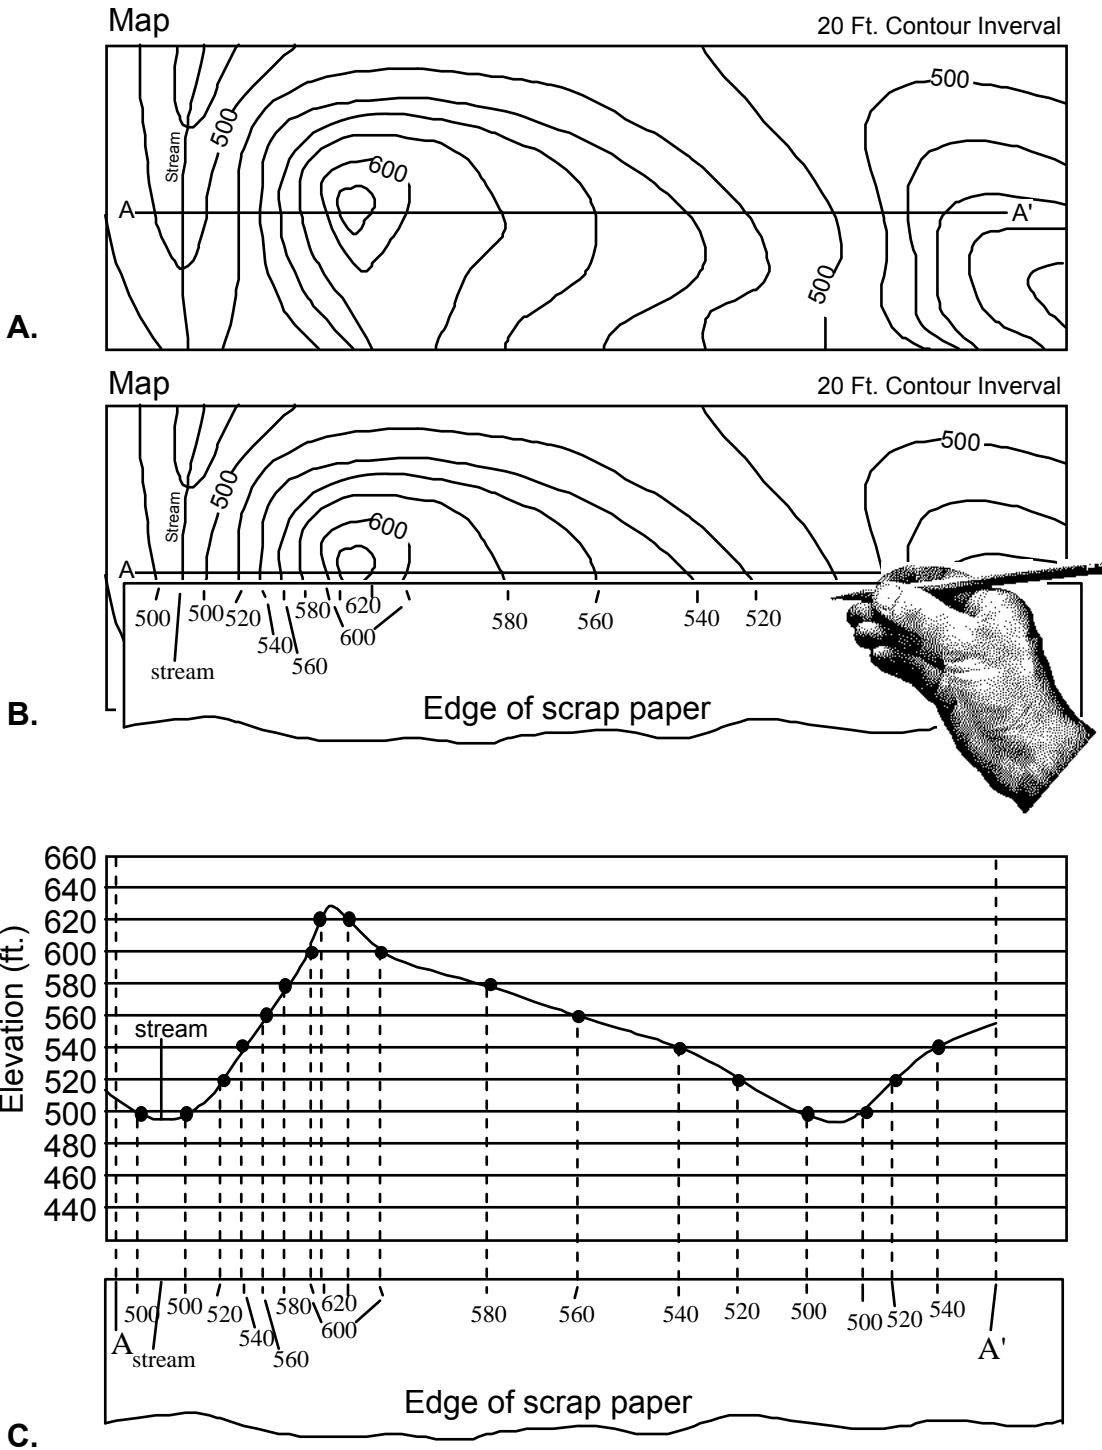 Map
20 Ft. Contour Inverval
500
500
Stream
600
A
A'
500
A.
Map
20 Ft. Contour Inverval
500
500
Stream
600
A
500 500 520 580 620
540 560 600
580 560 540 520
stream
Edge of scrap paper
B.
660
640
620
600
580
560
540
520
500
480
460
440
Elevation (ft.)
stream
500 500 520 580 620 580 560 540 520 500 500 520 540
540 560 600
A
stream
A'
Edge of scrap paper
C.